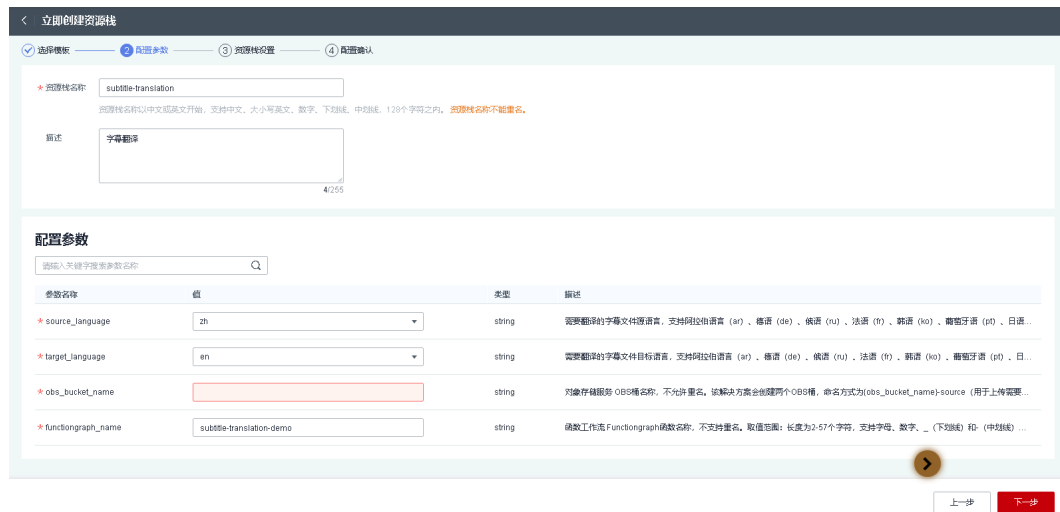 立即创建资源栈
选择模板 2 配置参数 3 资源栈设置 4 配置确认
* 资源栈名称 subtitle-translation
资源栈名称以中文或英文开始，支持中文、大小写英文、数字、下划线、中划线，128个字符之内。 资源栈名称不能重名。
描述 字幕翻译
4/255
配置参数
请输入关键字搜索参数名称
参数名称 值 类型 描述
* source_language zh string 需要翻译的字幕文件源语言，支持阿拉伯语言（ar）、德语（de）、俄语（ru）、法语（fr）、韩语（ko）、葡萄牙语（pt）、日语...
* target_language en string 需要翻译的字幕文件目标语言，支持阿拉伯语言（ar）、德语（de）、俄语（ru）、法语（fr）、韩语（ko）、葡萄牙语（pt）、日...
* obs_bucket_name string 对象存储服务 OBS桶名称，不允许重名。该解决方案会创建两个OBS桶，命名方式为{obs_bucket_name}-source（用于上传需要...
* functiongraph_name subtitle-translation-demo string 函数工作流 Functiongraph函数名称，不支持重名。取值范围：长度为2-57个字符，支持字母、数字、_（下划线）和-（中划线）...
上一步 下一步